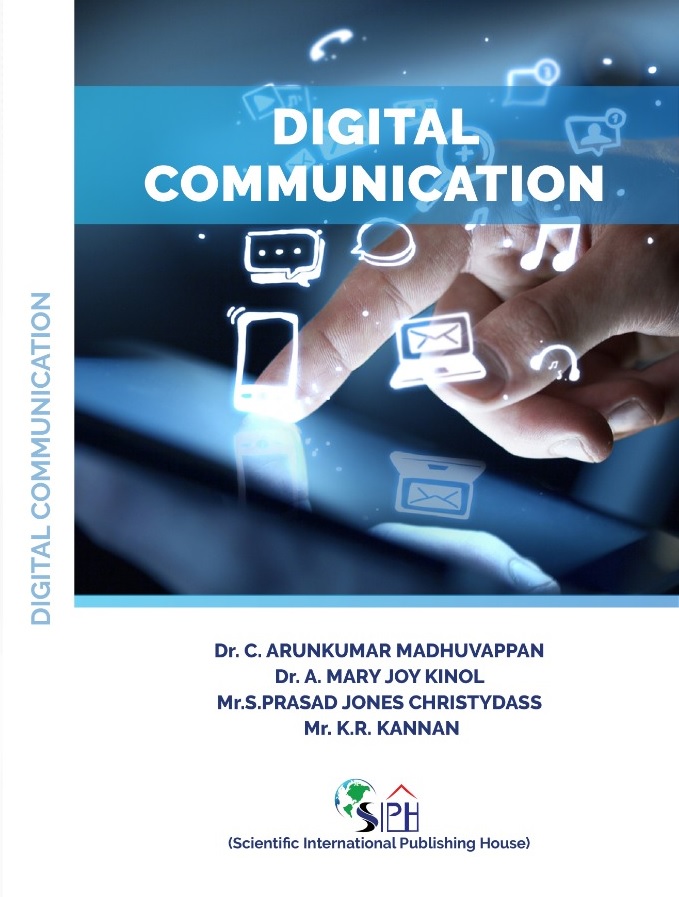 DIGITAL
COMMUNICATION
DIGITAL COMMUNICATION
Dr. C. ARUNKUMAR MADHUVAPPAN
Dr. A. MARY JOY KINOL
Mr.S.PRASAD JONES CHRISTYDASS
Mr. K.R. KANNAN
SIPH
(Scientific International Publishing House)